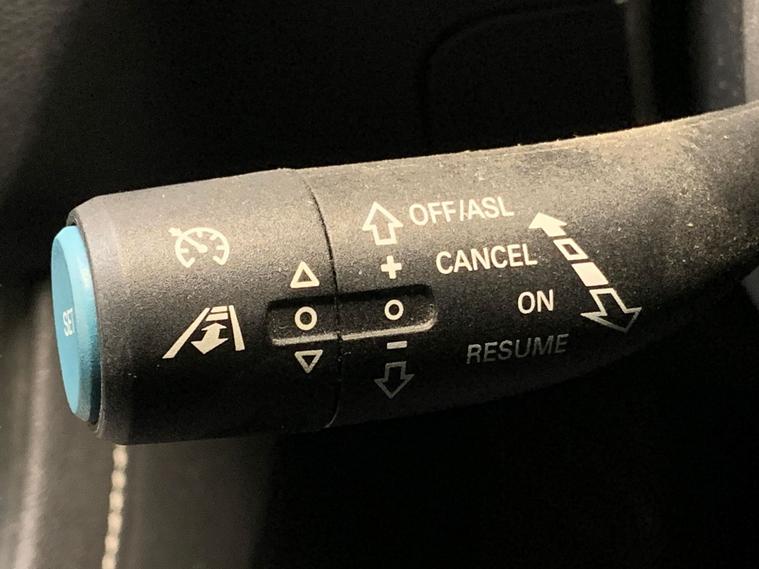 SET
OFF/ASL
+
CANCEL
ON
−
RESUME